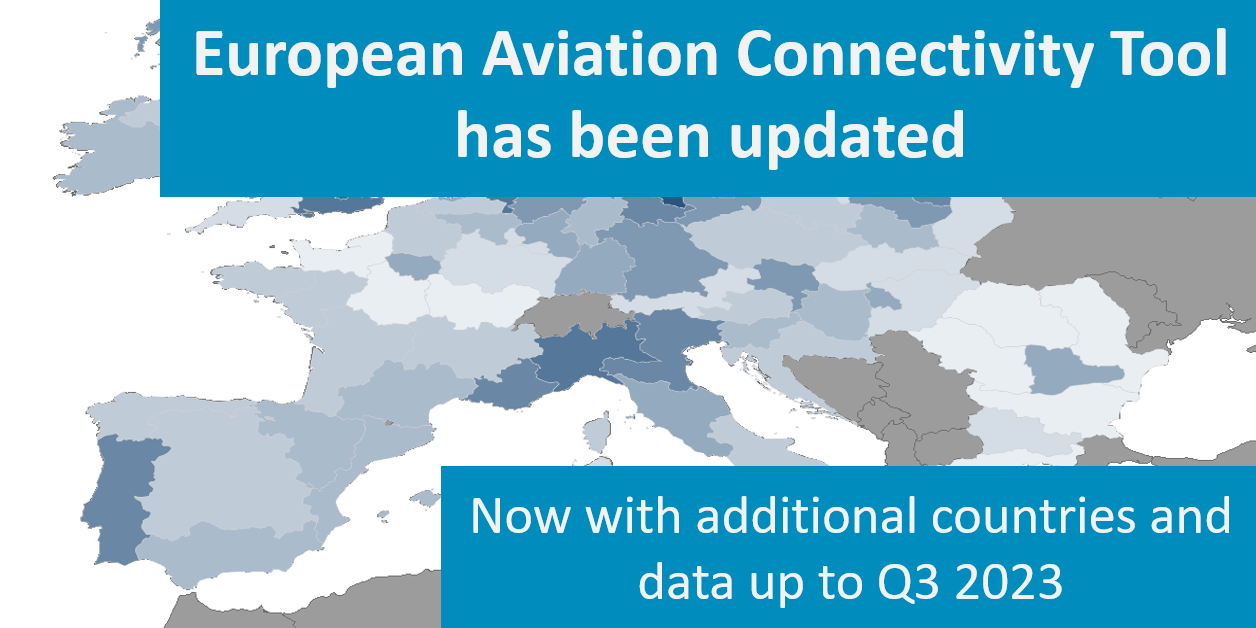 European Aviation Connectivity Tool
has been updated
Now with additional countries and
data up to Q3 2023